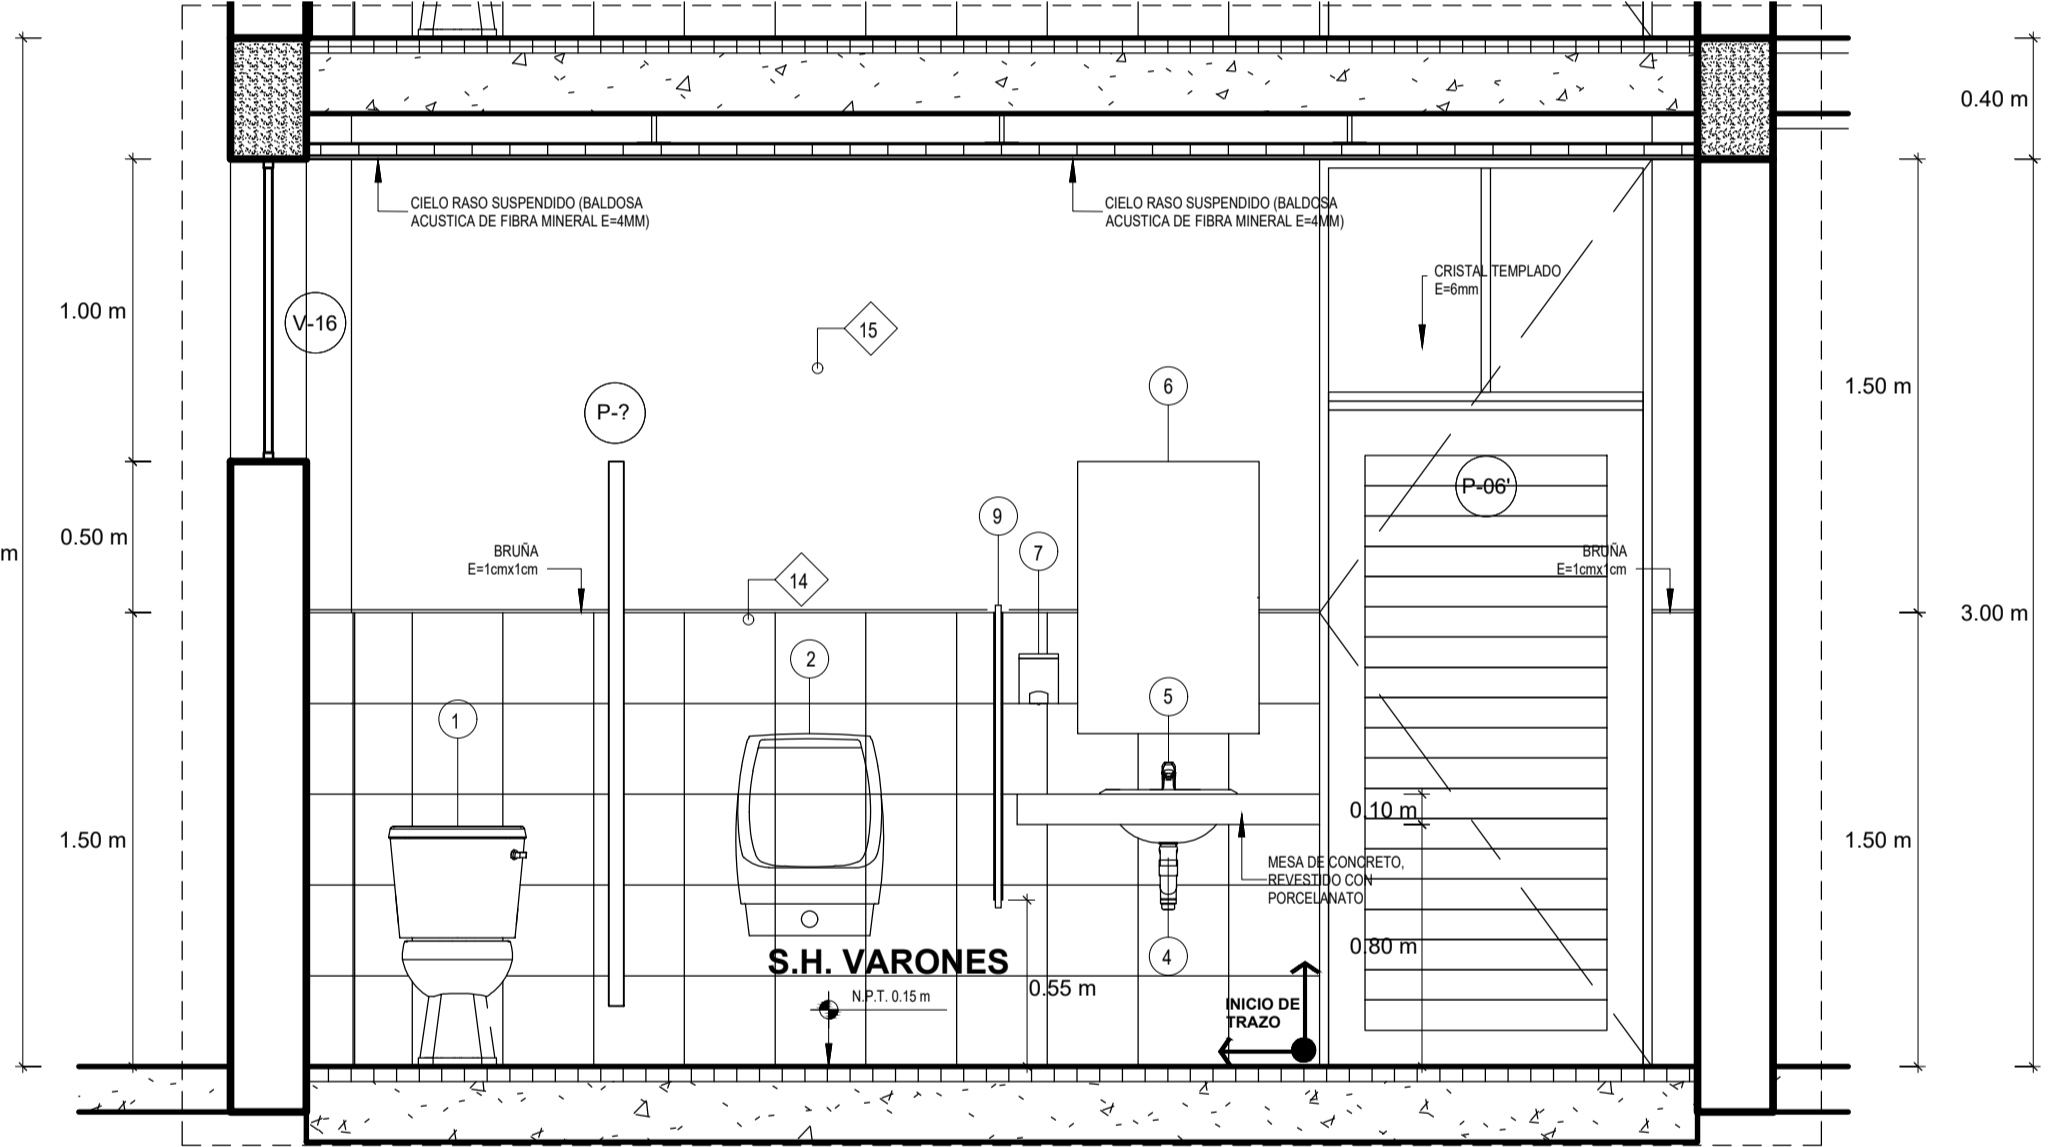 0.40 m
CIELO RASO SUSPENDIDO (BALDOSA
ACUSTICA DE FIBRA MINERAL E=4MM)
CIELO RASO SUSPENDIDO (BALDOSA
ACUSTICA DE FIBRA MINERAL E=4MM)
CRISTAL TEMPLADO
E=6mm
1.00 m
V-16
15
P-?
6
1.50 m
P-06'
9
0.50 m
7
m
BRUÑA
E=1cmx1cm
BRUÑA
E=1cmx1cm
14
3.00 m
2
5
1
0.10 m
1.50 m
1.50 m
MESA DE CONCRETO,
REVESTIDO CON
PORCELANATO
0.80 m
4
S.H. VARONES
N.P.T. 0.15 m
0.55 m
INICIO DE
TRAZO